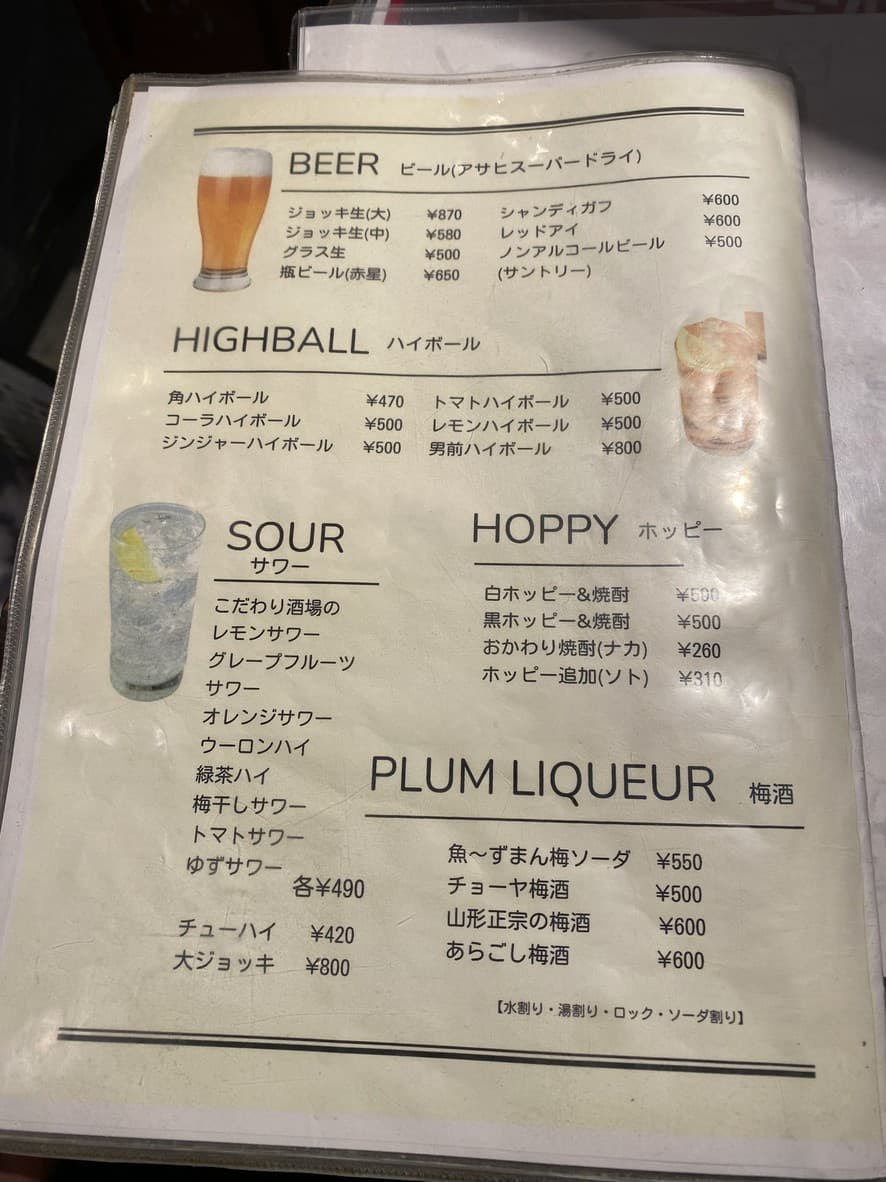 BEER ビール(アサヒスーパードライ)
ジョッキ生(大) ¥870
ジョッキ生(中) ¥580
グラス生 ¥500
瓶ビール(赤星) ¥650
シャンディガフ ¥600
レッドアイ ¥600
ノンアルコールビール ¥500
(サントリー)
HIGHBALL ハイボール
角ハイボール ¥470
コーラハイボール ¥500
ジンジャーハイボール ¥500
トマトハイボール ¥500
レモンハイボール ¥500
男前ハイボール ¥800
SOUR
サワー
こだわり酒場の
レモンサワー
グレープフルーツ
サワー
オレンジサワー
ウーロンハイ
緑茶ハイ
梅干しサワー
トマトサワー
ゆずサワー
各¥490
チューハイ ¥420
大ジョッキ ¥800
HOPPY ホッピー
白ホッピー&焼酎 ¥500
黒ホッピー&焼酎 ¥500
おかわり焼酎(ナカ) ¥260
ホッピー追加(ソト) ¥310
PLUM LIQUEUR 梅酒
魚〜ずまん梅ソーダ ¥550
チョーヤ梅酒 ¥500
山形正宗の梅酒 ¥600
あらごし梅酒 ¥600
【水割り・湯割り・ロック・ソーダ割り】